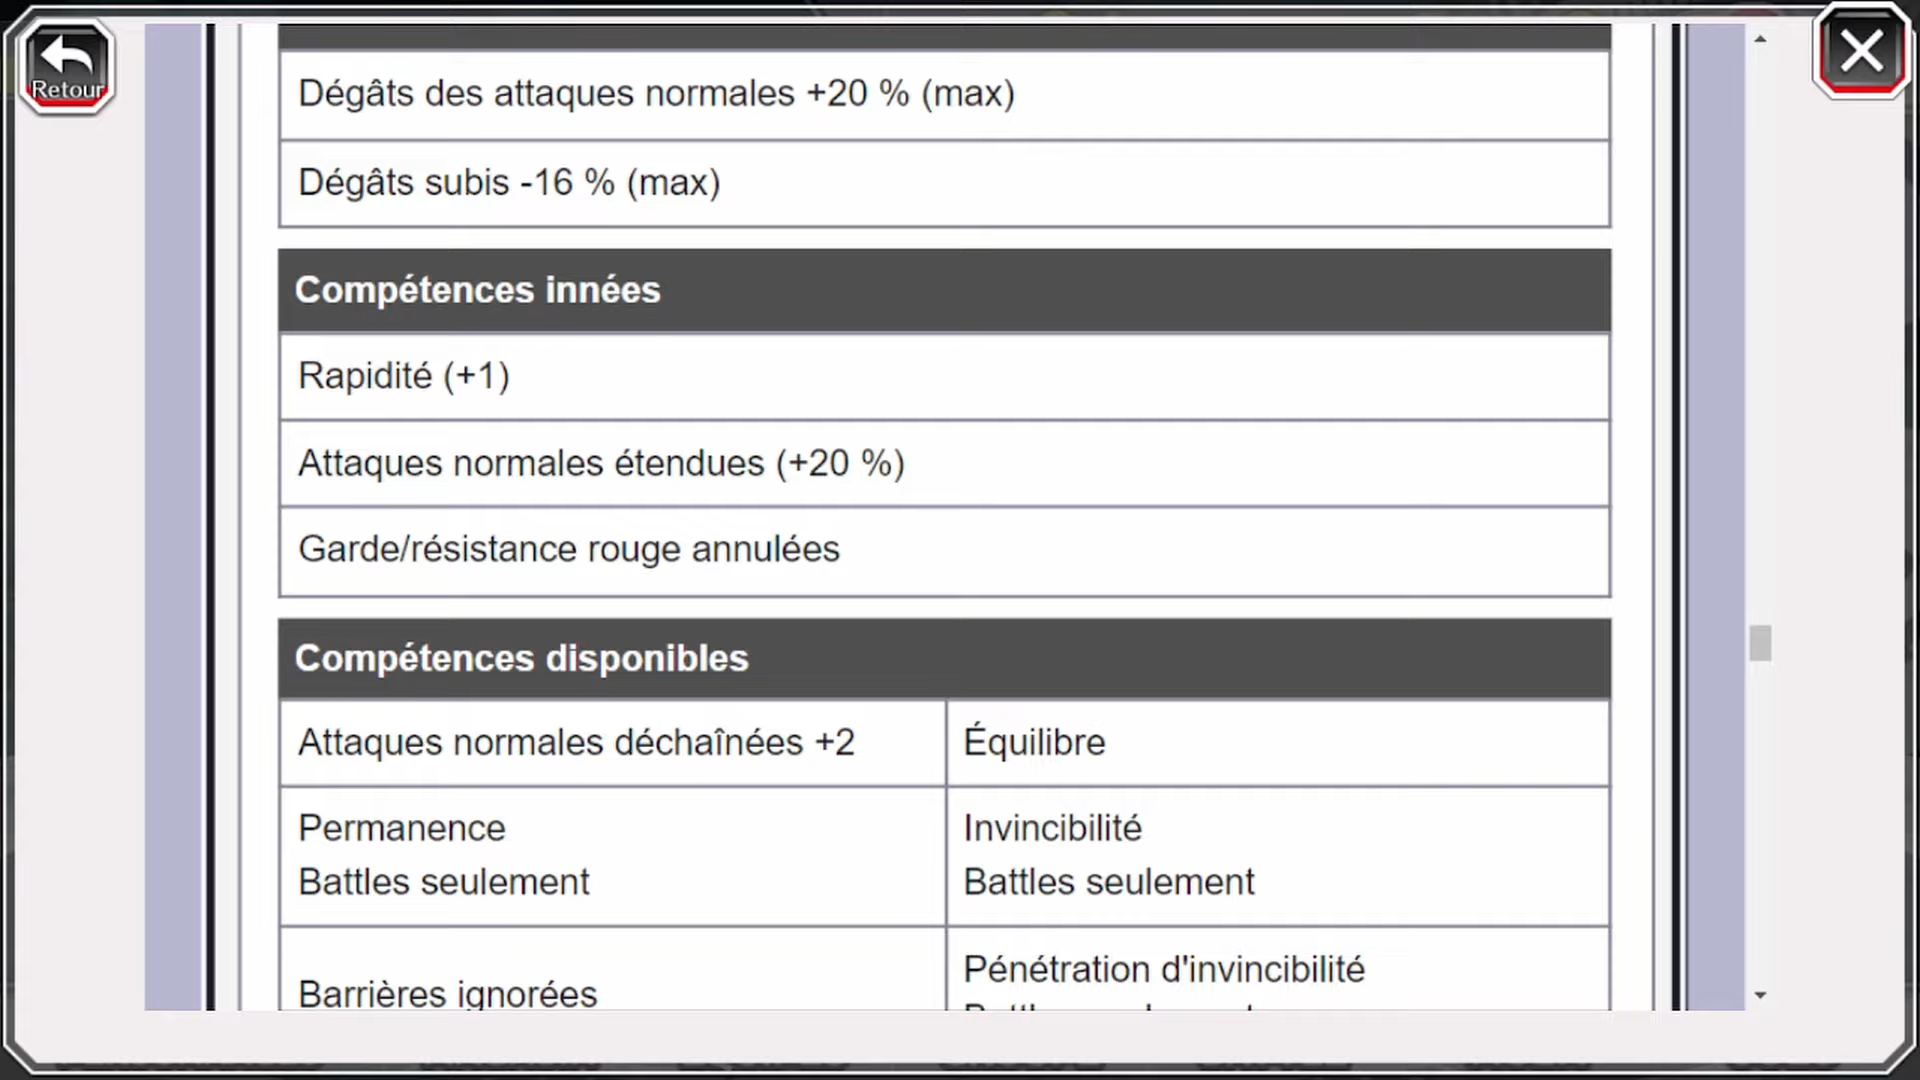 Retour
Dégâts des attaques normales +20 % (max)
Dégâts subis -16 % (max)
Compétences innées
Rapidité (+1)
Attaques normales étendues (+20 %)
Garde/résistance rouge annulées
Compétences disponibles
Attaques normales déchaînées +2
Équilibre
Permanence
Battles seulement
Invincibilité
Battles seulement
Barrières ignorées
Pénétration d'invincibilité